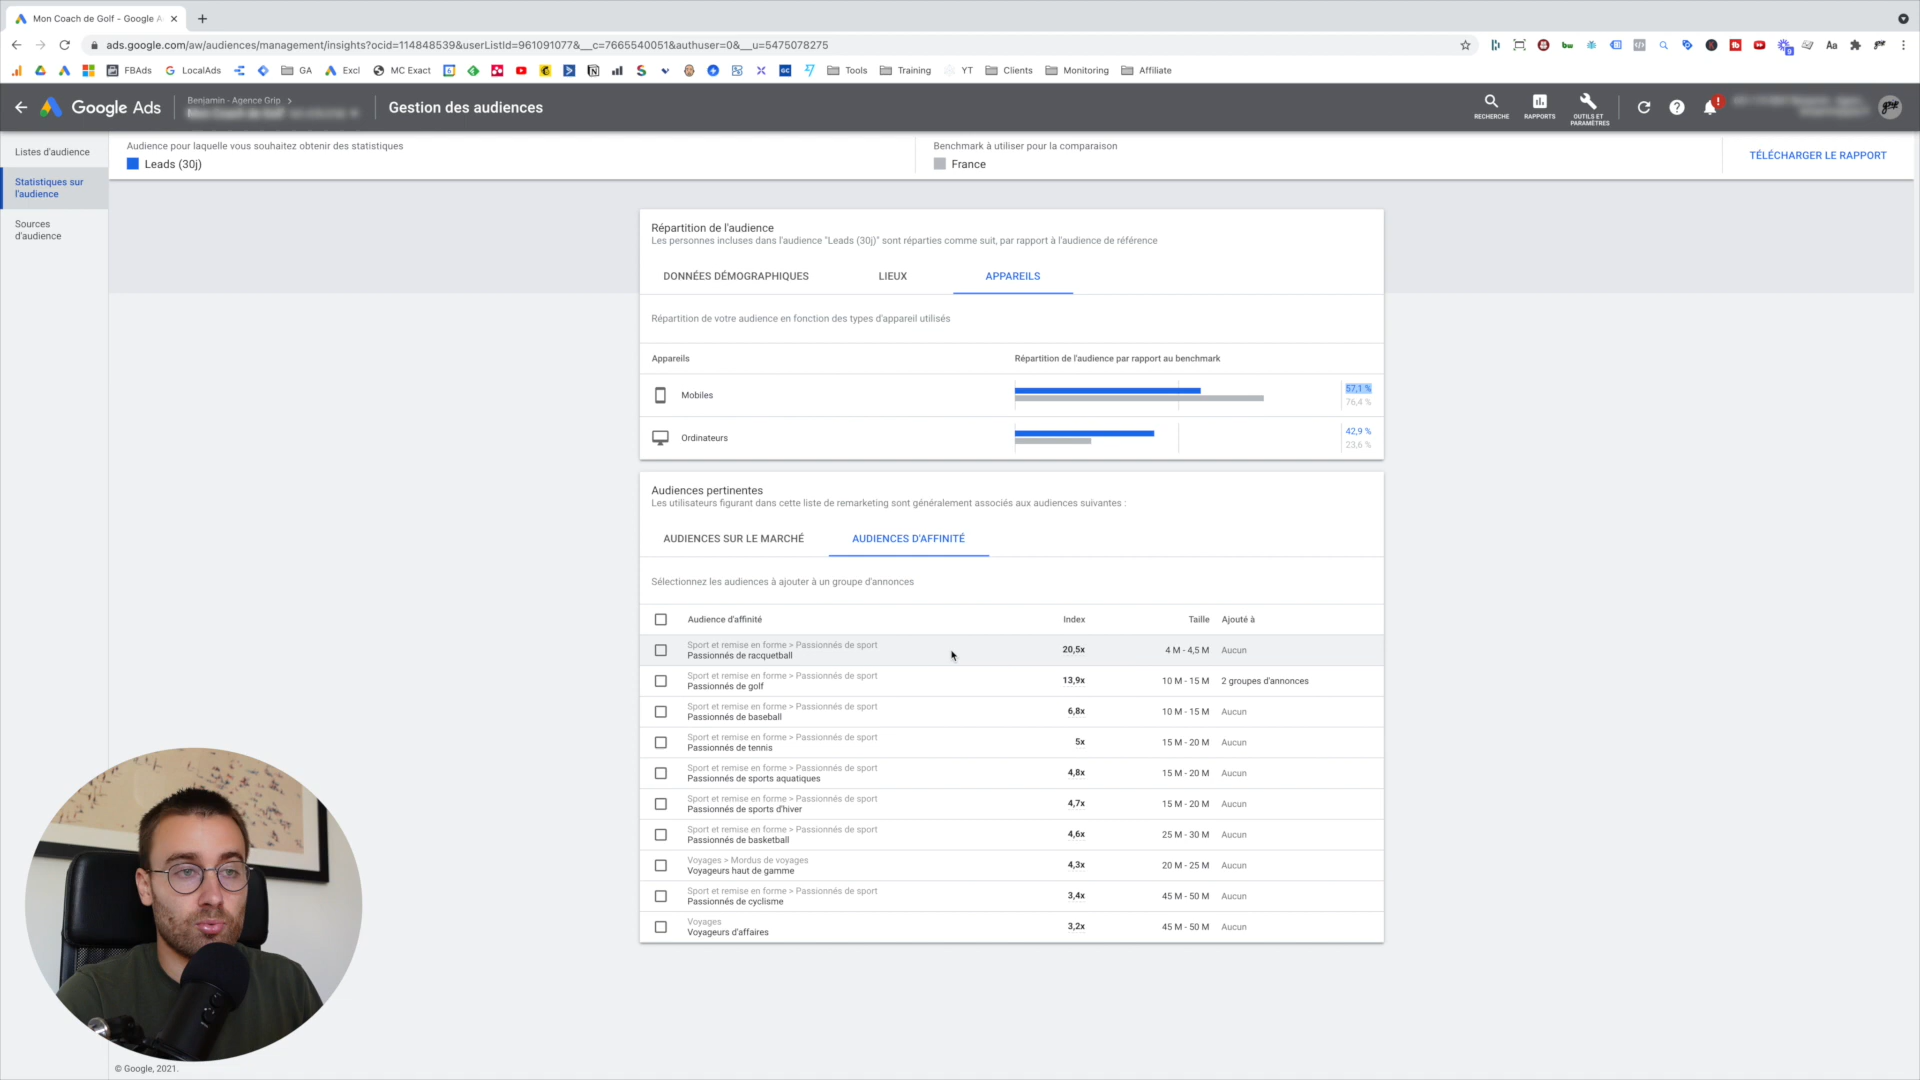 Mon Coach de Golf - Google A
ads.google.com/aw/audiences/management/insights?ocid=114848539&userListId=961091077&__c=7665540051&authuser=0&__u=5475078275
FBAds
LocalAds
GA
Excl
MC Exact
Tools
Training
YT
Clients
Monitoring
Affiliate
Google Ads
Benjamin - Agence Grip
Gestion des audiences
RECHERCHE
RAPPORTS
OUTILS ET
PARAMÈTRES
Listes d'audience
Statistiques sur
l'audience
Sources
d'audience
Audience pour laquelle vous souhaitez obtenir des statistiques
Leads (30j)
Benchmark à utiliser pour la comparaison
France
TÉLÉCHARGER LE RAPPORT
Répartition de l'audience
Les personnes incluses dans l'audience "Leads (30j)" sont réparties comme suit, par rapport à l'audience de référence
DONNÉES DÉMOGRAPHIQUES
LIEUX
APPAREILS
Répartition de votre audience en fonction des types d'appareil utilisés
Appareils
Répartition de l'audience par rapport au benchmark
Mobiles
57,1 %
76,4 %
Ordinateurs
42,9 %
23,6 %
Audiences pertinentes
Les utilisateurs figurant dans cette liste de remarketing sont généralement associés aux audiences suivantes :
AUDIENCES SUR LE MARCHÉ
AUDIENCES D'AFFINITÉ
Sélectionnez les audiences à ajouter à un groupe d'annonces
Audience d'affinité Index Taille Ajouté à
Sport et remise en forme > Passionnés de sport
Passionnés de racquetball 20,5x 4 M - 4,5 M Aucun
Sport et remise en forme > Passionnés de sport
Passionnés de golf 13,9x 10 M - 15 M 2 groupes d'annonces
Sport et remise en forme > Passionnés de sport
Passionnés de baseball 6,8x 10 M - 15 M Aucun
Sport et remise en forme > Passionnés de sport
Passionnés de tennis 5x 15 M - 20 M Aucun
Sport et remise en forme > Passionnés de sport
Passionnés de sports aquatiques 4,8x 15 M - 20 M Aucun
Sport et remise en forme > Passionnés de sport
Passionnés de sports d'hiver 4,7x 15 M - 20 M Aucun
Sport et remise en forme > Passionnés de sport
Passionnés de basketball 4,6x 25 M - 30 M Aucun
Voyages > Mordus de voyages
Voyageurs haut de gamme 4,3x 20 M - 25 M Aucun
Sport et remise en forme > Passionnés de sport
Passionnés de cyclisme 3,4x 45 M - 50 M Aucun
Voyages
Voyageurs d'affaires 3,2x 45 M - 50 M Aucun
© Google, 2021.